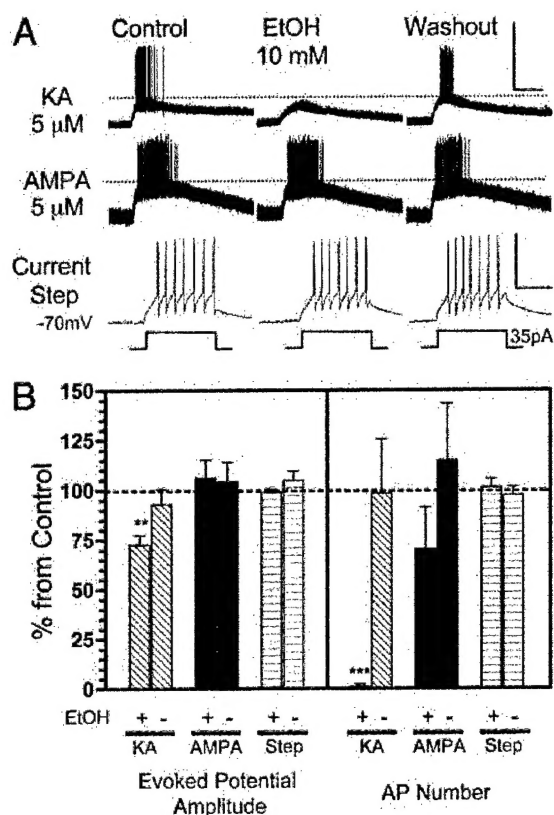 A
Control EtOH Washout
10 mM
KA
5 µM
AMPA
5 µM
Current
Step
-70mV
35pA
B
% from Control
150
125
100
75
50
25
0
** ***
EtOH + - + - + - + - + - + -
KA AMPA Step KA AMPA Step
Evoked Potential
Amplitude
AP Number